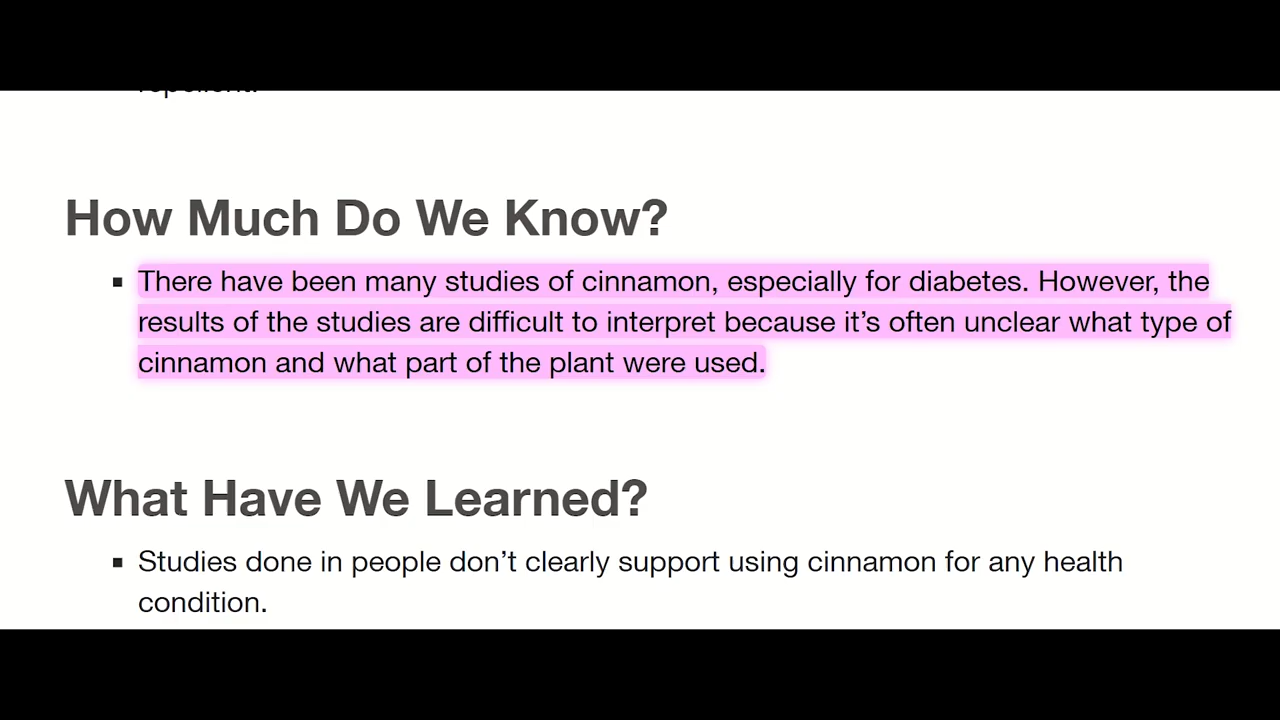 How Much Do We Know?
▪ There have been many studies of cinnamon, especially for diabetes. However, the
results of the studies are difficult to interpret because it’s often unclear what type of
cinnamon and what part of the plant were used.
What Have We Learned?
▪ Studies done in people don’t clearly support using cinnamon for any health
condition.